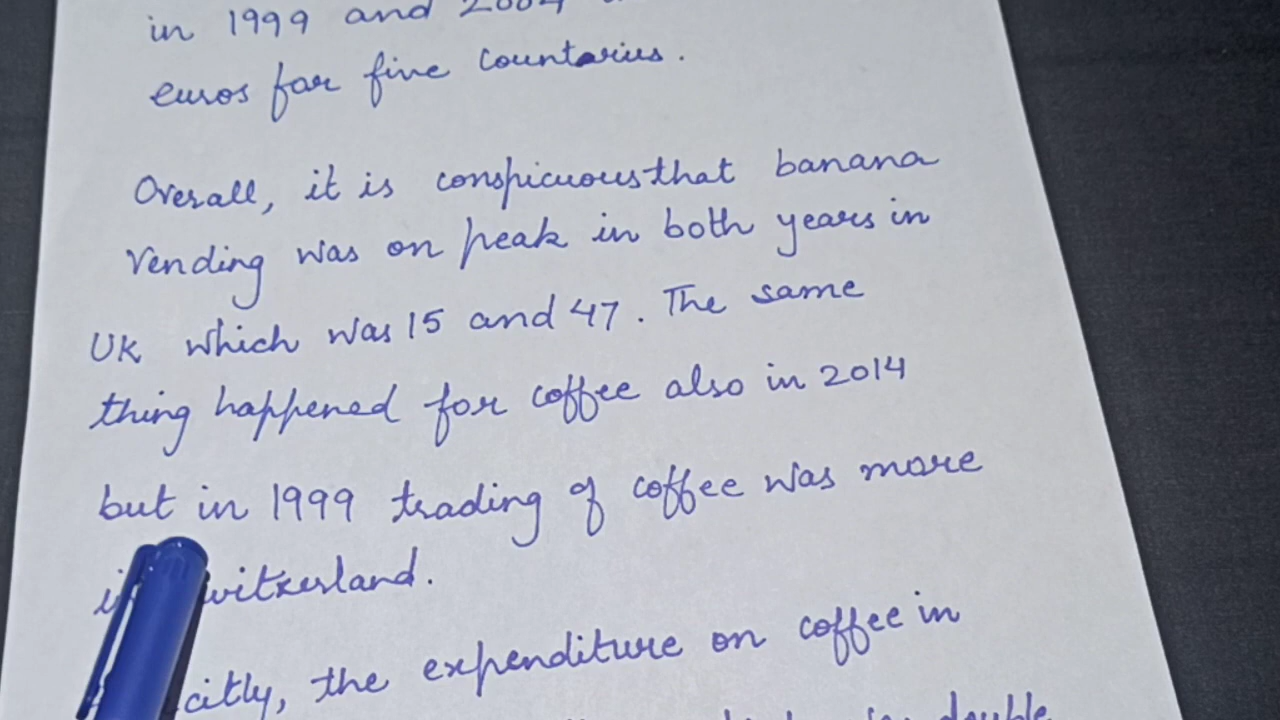 in 1999 and
euros for five countaries.
Overall, it is conspicuous that banana
vending was on peak in both years in
UK which was 15 and 47. The same
thing happened for coffee also in 2014
but in 1999 trading of coffee was more
witzerland.
citly, the expenditure on coffee in
double